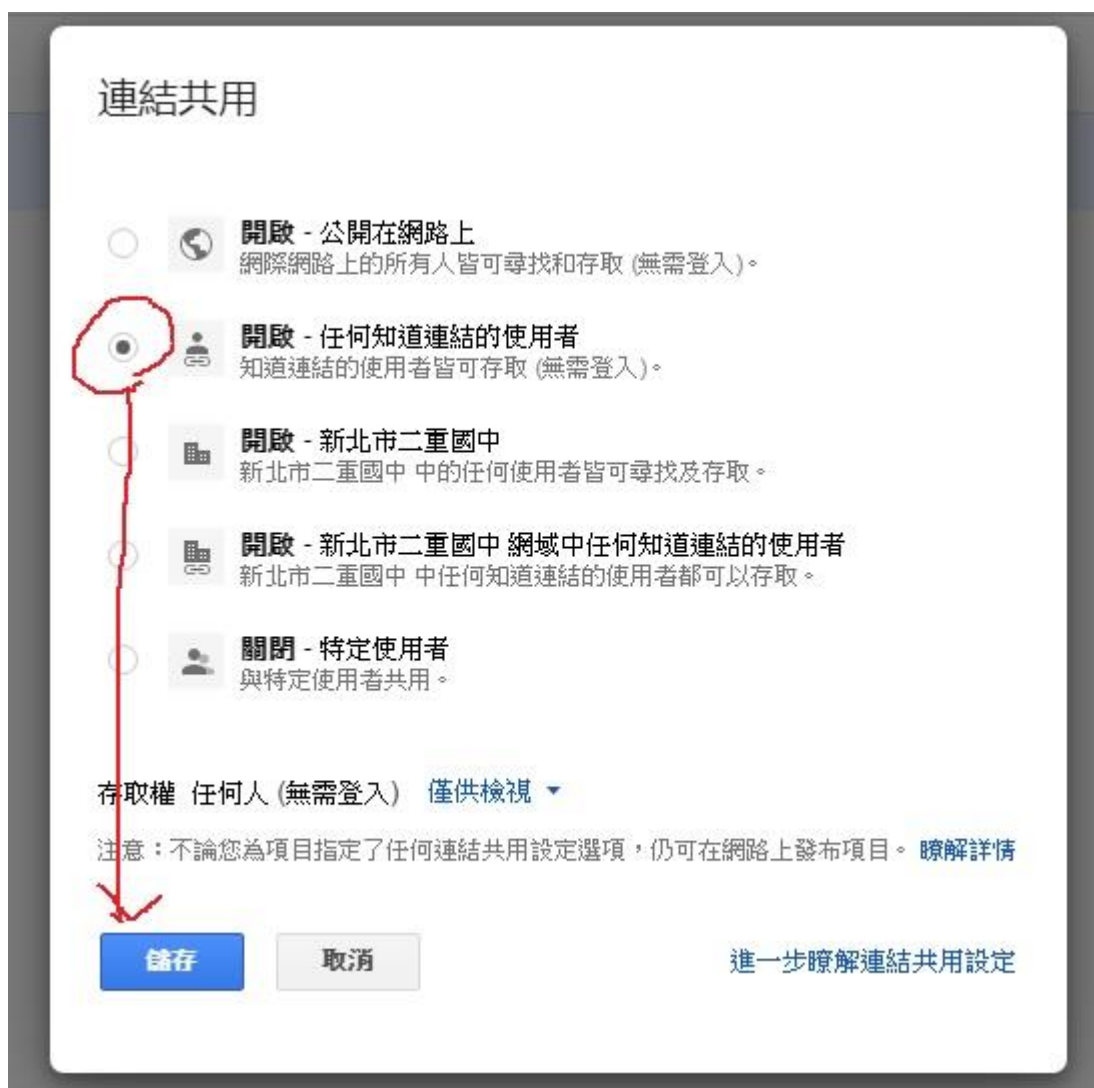 連結共用
開啟 - 公開在網路上
網際網路上的所有人皆可尋找和存取 (無需登入)。
開啟 - 任何知道連結的使用者
知道連結的使用者皆可存取 (無需登入)。
開啟 - 新北市二重國中
新北市二重國中 中的任何使用者皆可尋找及存取。
開啟 - 新北市二重國中 網域中任何知道連結的使用者
新北市二重國中 中任何知道連結的使用者都可以存取。
關閉 - 特定使用者
與特定使用者共用。
存取權 任何人 (無需登入) 僅供檢視
注意：不論您為項目指定了任何連結共用設定選項，仍可在網路上發布項目。瞭解詳情
儲存 取消 進一步瞭解連結共用設定